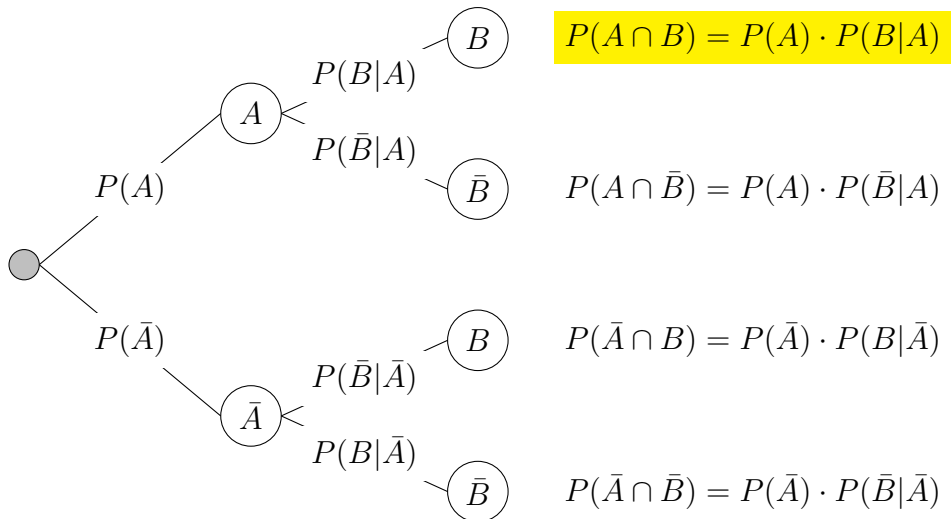 B P(A ∩ B) = P(A) · P(B|A)
P(B|A)
A
P(B̄|A)
P(A) B̄ P(A ∩ B̄) = P(A) · P(B̄|A)
P(Ā) B P(Ā ∩ B) = P(Ā) · P(B|Ā)
P(B̄|Ā)
Ā
P(B|Ā)
B̄ P(Ā ∩ B̄) = P(Ā) · P(B̄|Ā)